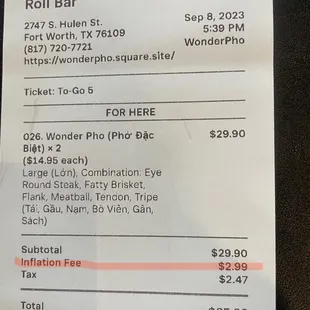 Roll Bar
2747 S. Hulen St.
Fort Worth, TX 76109
(817) 720-7721
https://wonderpho.square.site/
Sep 8, 2023
5:39 PM
WonderPho
Ticket: To-Go 5
FOR HERE
026. Wonder Pho (Phở Đặc $29.90
Biệt) × 2
($14.95 each)
Large (Lớn), Combination: Eye
Round Steak, Fatty Brisket,
Flank, Meatball, Tendon, Tripe
(Tái, Gầu, Nạm, Bò Viên, Gân,
Sách)
Subtotal $29.90
Inflation Fee $2.99
Tax $2.47
Total